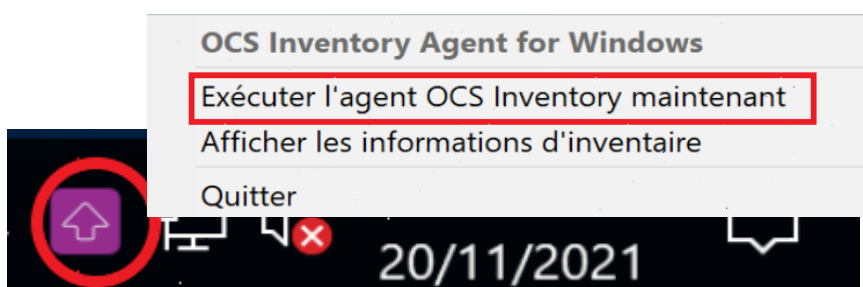 OCS Inventory Agent for Windows
Exécuter l'agent OCS Inventory maintenant
Afficher les informations d'inventaire
Quitter
20/11/2021